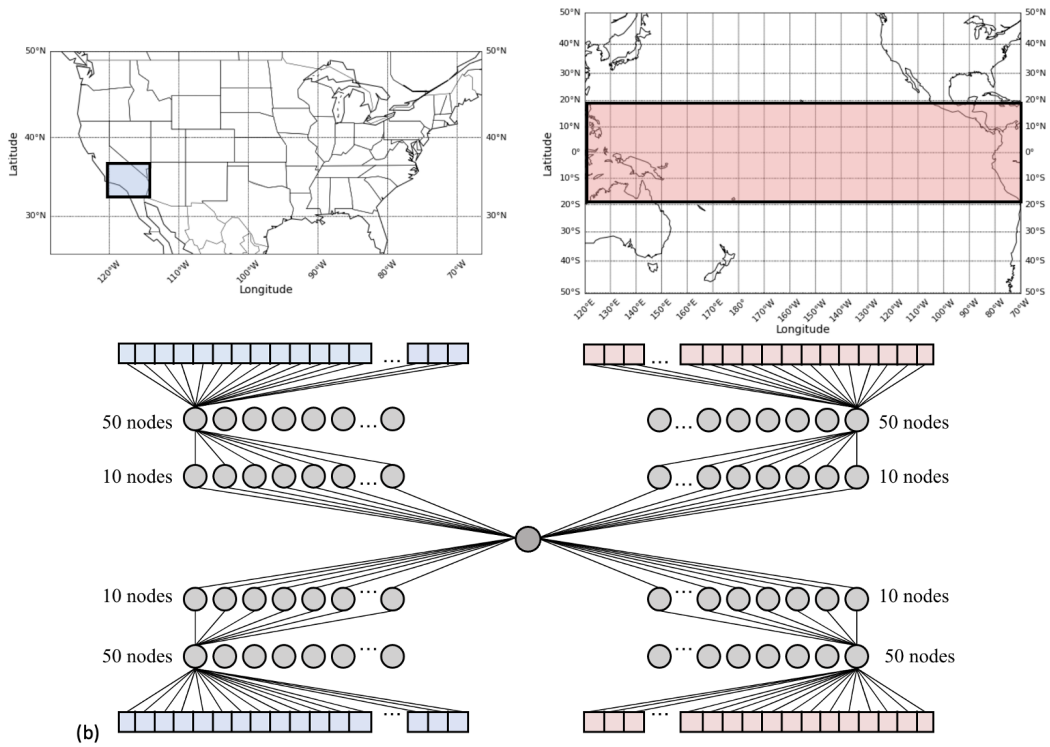 50°N 50°N
40°N 40°N
30°N 30°N
Latitude
120°W 110°W 100°W 90°W 80°W 70°W
Longitude
50°N 50°N
40°N 40°N
30°N 30°N
20°N 20°N
10°N 10°N
0° 0°
10°S 10°S
20°S 20°S
30°S 30°S
40°S 40°S
50°S 50°S
Latitude
120°E 130°E 140°E 150°E 160°E 170°E 180° 170°W 160°W 150°W 140°W 130°W 120°W 110°W 100°W 90°W 80°W 70°W
Longitude
... ...
50 nodes ... ... 50 nodes
10 nodes ... ... 10 nodes
10 nodes ... ... 10 nodes
50 nodes ... ... 50 nodes
... ...
(b)